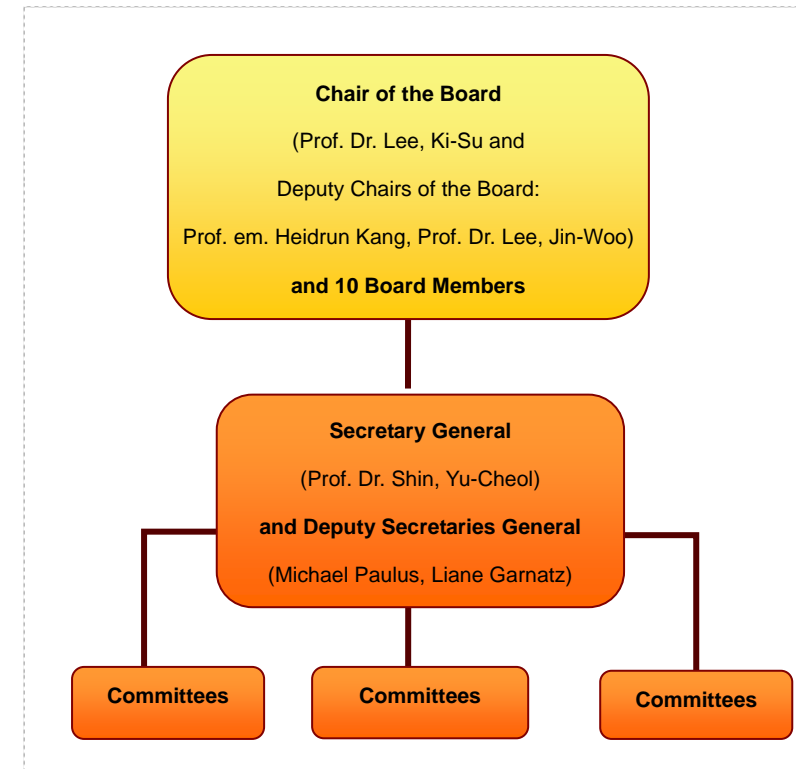 Chair of the Board
(Prof. Dr. Lee, Ki-Su and
Deputy Chairs of the Board:
Prof. em. Heidrun Kang, Prof. Dr. Lee, Jin-Woo)
and 10 Board Members
Secretary General
(Prof. Dr. Shin, Yu-Cheol)
and Deputy Secretaries General
(Michael Paulus, Liane Garnatz)
Committees
Committees
Committees